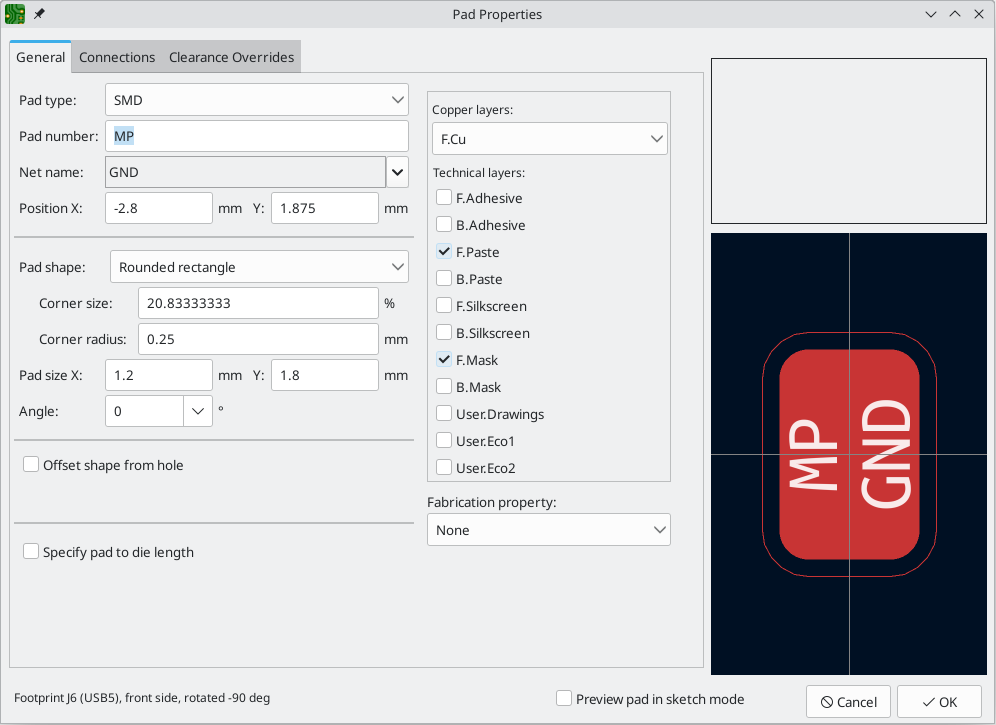 Pad Properties
General Connections Clearance Overrides
Pad type: SMD
Pad number: MP
Net name: GND
Position X: -2.8 mm Y: 1.875 mm
Pad shape: Rounded rectangle
Corner size: 20.83333333 %
Corner radius: 0.25 mm
Pad size X: 1.2 mm Y: 1.8 mm
Angle: 0 °
Offset shape from hole
Specify pad to die length
Copper layers:
F.Cu
Technical layers:
F.Adhesive
B.Adhesive
F.Paste
B.Paste
F.Silkscreen
B.Silkscreen
F.Mask
B.Mask
User.Drawings
User.Eco1
User.Eco2
Fabrication property:
None
MP
GND
Footprint J6 (USB5), front side, rotated -90 deg
Preview pad in sketch mode
Cancel
OK